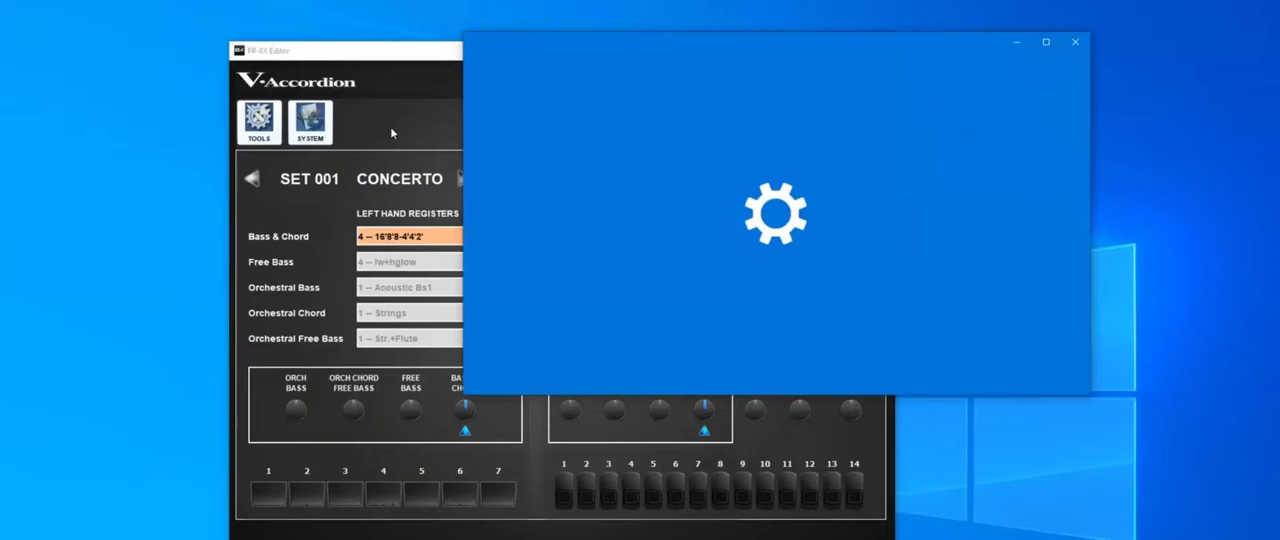 FR-8X Editor
V-Accordion
TOOLS SYSTEM
SET 001 CONCERTO
LEFT HAND REGISTERS
Bass & Chord 4 -- 16'8'8-4'4'2'
Free Bass 4 -- lw+hglow
Orchestral Bass 1 -- Acoustic Bs1
Orchestral Chord 1 -- Strings
Orchestral Free Bass 1 -- Str.+Flute
ORCH BASS
ORCH CHORD FREE BASS
FREE BASS
1 2 3 4 5 6 7
1 2 3 4 5 6 7 8 9 10 11 12 13 14